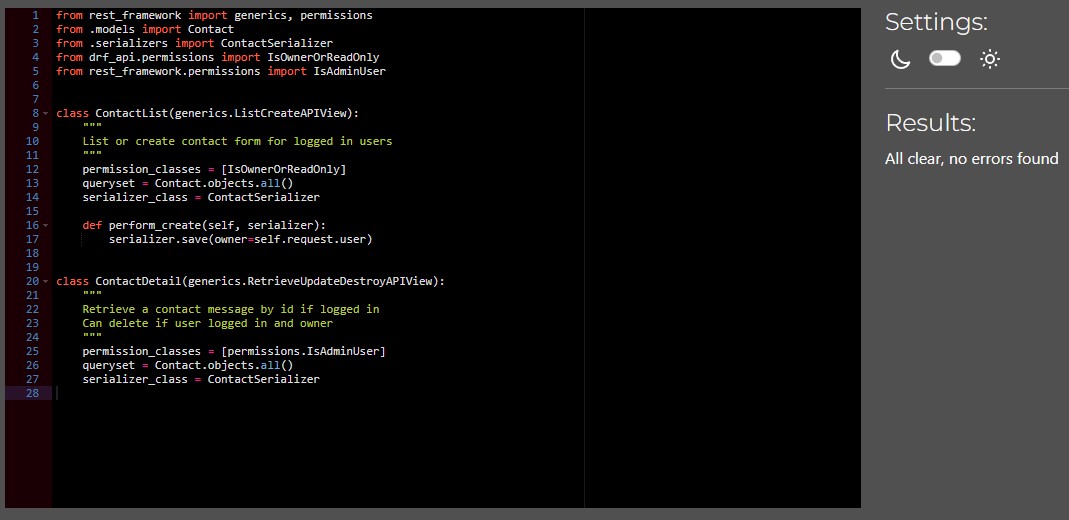 1 from rest_framework import generics, permissions
2 from .models import Contact
3 from .serializers import ContactSerializer
4 from drf_api.permissions import IsOwnerOrReadOnly
5 from rest_framework.permissions import IsAdminUser
6
7
8 class ContactList(generics.ListCreateAPIView):
9     """
10     List or create contact form for logged in users
11     """
12     permission_classes = [IsOwnerOrReadOnly]
13     queryset = Contact.objects.all()
14     serializer_class = ContactSerializer
15
16     def perform_create(self, serializer):
17         serializer.save(owner=self.request.user)
18
19
20 class ContactDetail(generics.RetrieveUpdateDestroyAPIView):
21     """
22     Retrieve a contact message by id if logged in
23     Can delete if user logged in and owner
24     """
25     permission_classes = [permissions.IsAdminUser]
26     queryset = Contact.objects.all()
27     serializer_class = ContactSerializer
28
Settings:
Results:
All clear, no errors found